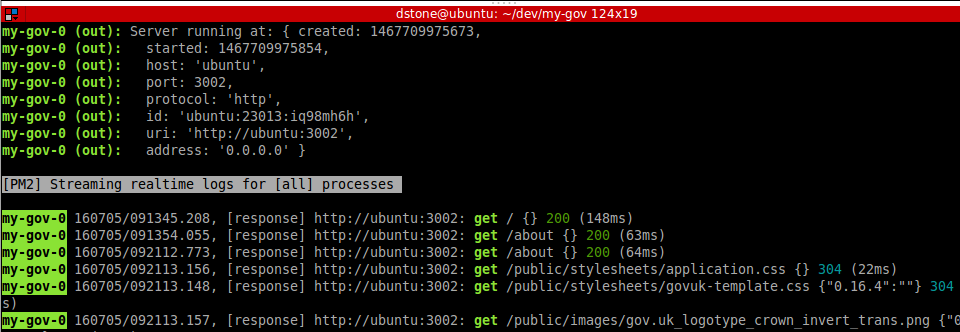 dstone@ubuntu: ~/dev/my-gov 124x19
my-gov-0 (out): Server running at: { created: 1467709975673,
my-gov-0 (out):   started: 1467709975854,
my-gov-0 (out):   host: 'ubuntu',
my-gov-0 (out):   port: 3002,
my-gov-0 (out):   protocol: 'http',
my-gov-0 (out):   id: 'ubuntu:23013:iq98mh6h',
my-gov-0 (out):   uri: 'http://ubuntu:3002',
my-gov-0 (out):   address: '0.0.0.0' }
[PM2] Streaming realtime logs for [all] processes
my-gov-0 160705/091345.208, [response] http://ubuntu:3002: get / {} 200 (148ms)
my-gov-0 160705/091354.055, [response] http://ubuntu:3002: get /about {} 200 (63ms)
my-gov-0 160705/092112.773, [response] http://ubuntu:3002: get /about {} 200 (64ms)
my-gov-0 160705/092113.156, [response] http://ubuntu:3002: get /public/stylesheets/application.css {} 304 (22ms)
my-gov-0 160705/092113.148, [response] http://ubuntu:3002: get /public/stylesheets/govuk-template.css {"0.16.4":""} 304
s)
my-gov-0 160705/092113.157, [response] http://ubuntu:3002: get /public/images/gov.uk_logotype_crown_invert_trans.png {"0